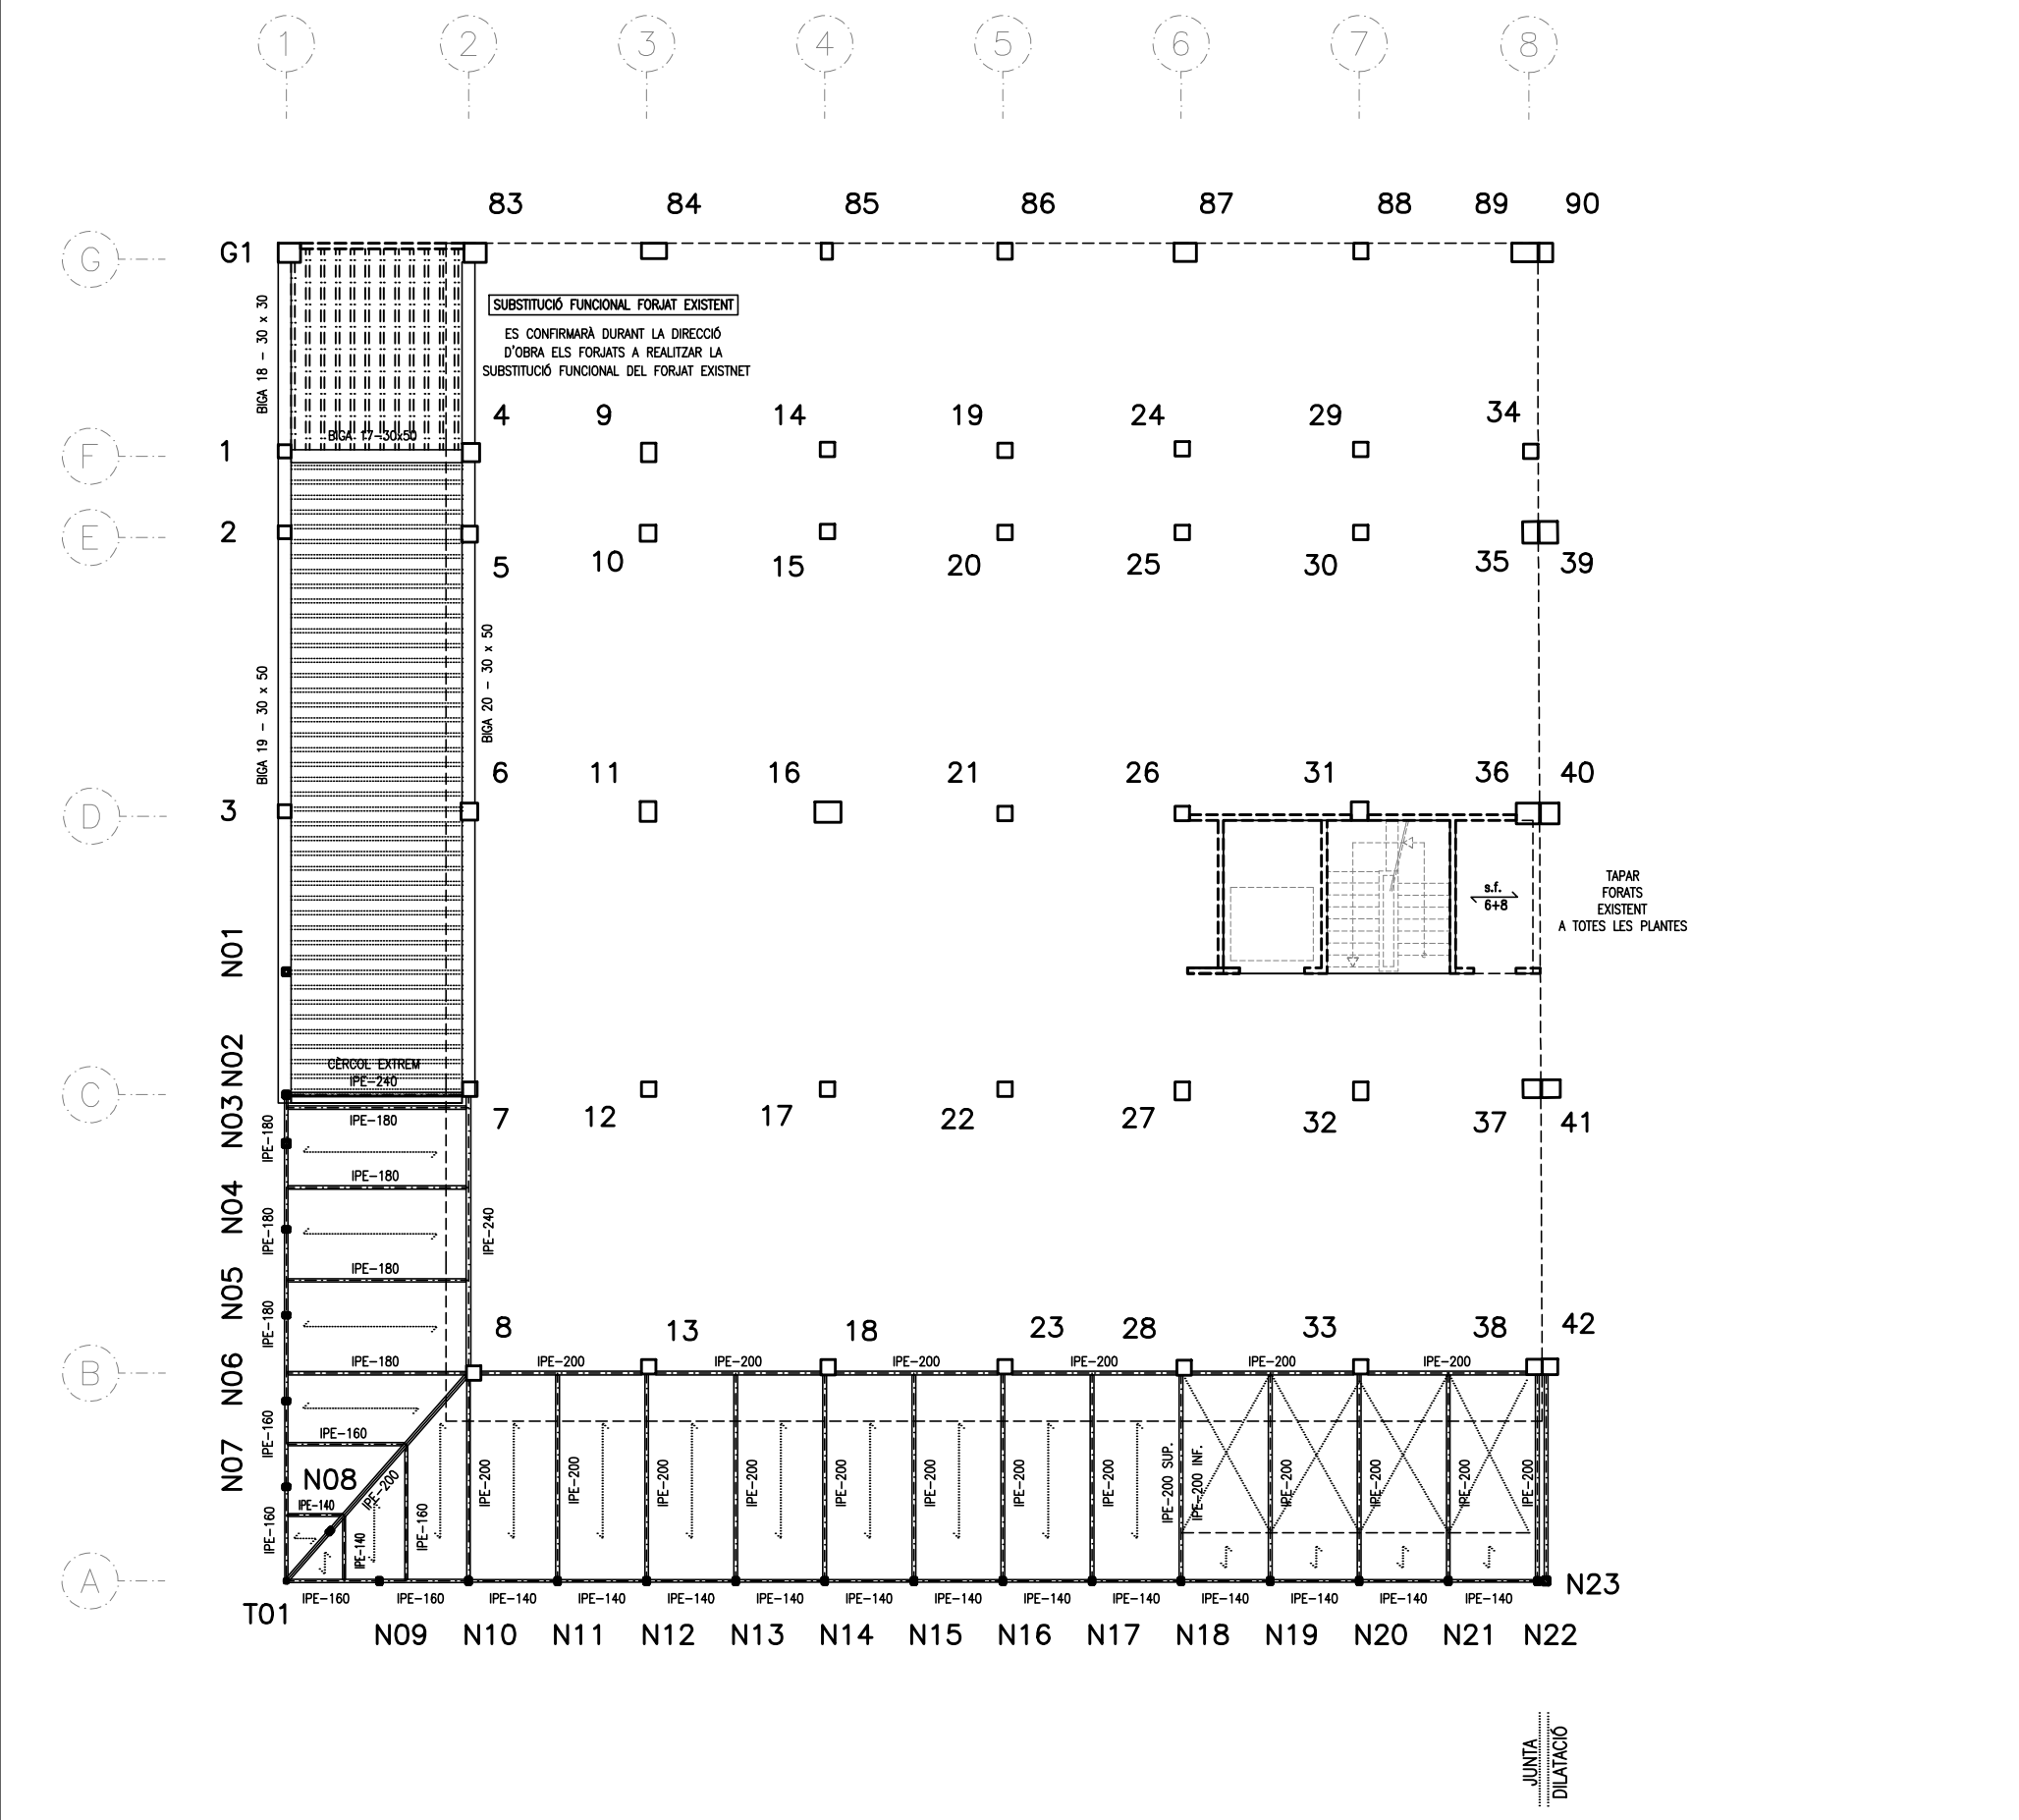 1 2 3 4 5 6 7 8
83 84 85 86 87 88 89 90
G G1
BIGA 18 - 30 x 30
SUBSTITUCIÓ FUNCIONAL FORJAT EXISTENT
ES CONFIRMARÀ DURANT LA DIRECCIÓ
D'OBRA ELS FORJATS A REALITZAR LA
SUBSTITUCIÓ FUNCIONAL DEL FORJAT EXISTNET
4 9 14 19 24 29 34
BIGA 17-30x50
F 1
E 2
5 10 15 20 25 30 35 39
BIGA 19 - 30 x 50
BIGA 20 - 30 x 50
6 11 16 21 26 31 36 40
D 3
TAPAR
FORATS
EXISTENT
A TOTES LES PLANTES
s.f.
6+8
N01
N02
CÈRCOL EXTREM
IPE-240
C
N03
IPE-180
IPE-180
7 12 17 22 27 32 37 41
IPE-180
N04
IPE-180
IPE-240
IPE-180
N05
IPE-180
8 13 18 23 28 33 38 42
IPE-180
IPE-200 IPE-200 IPE-200 IPE-200 IPE-200 IPE-200
B
N06
IPE-160
IPE-160
N07
N08
IPE-200
IPE-140
IPE-160
IPE-140
IPE-160
IPE-200 IPE-200 IPE-200 IPE-200 IPE-200 IPE-200 IPE-200
IPE-200 SUP.
IPE-200 INF.
IPE-200 IPE-200 IPE-200 IPE-200
A
N23
T01
IPE-160 IPE-160 IPE-140 IPE-140 IPE-140 IPE-140 IPE-140 IPE-140 IPE-140 IPE-140 IPE-140 IPE-140 IPE-140 IPE-140
N09 N10 N11 N12 N13 N14 N15 N16 N17 N18 N19 N20 N21 N22
JUNTA
DILATACIÓ